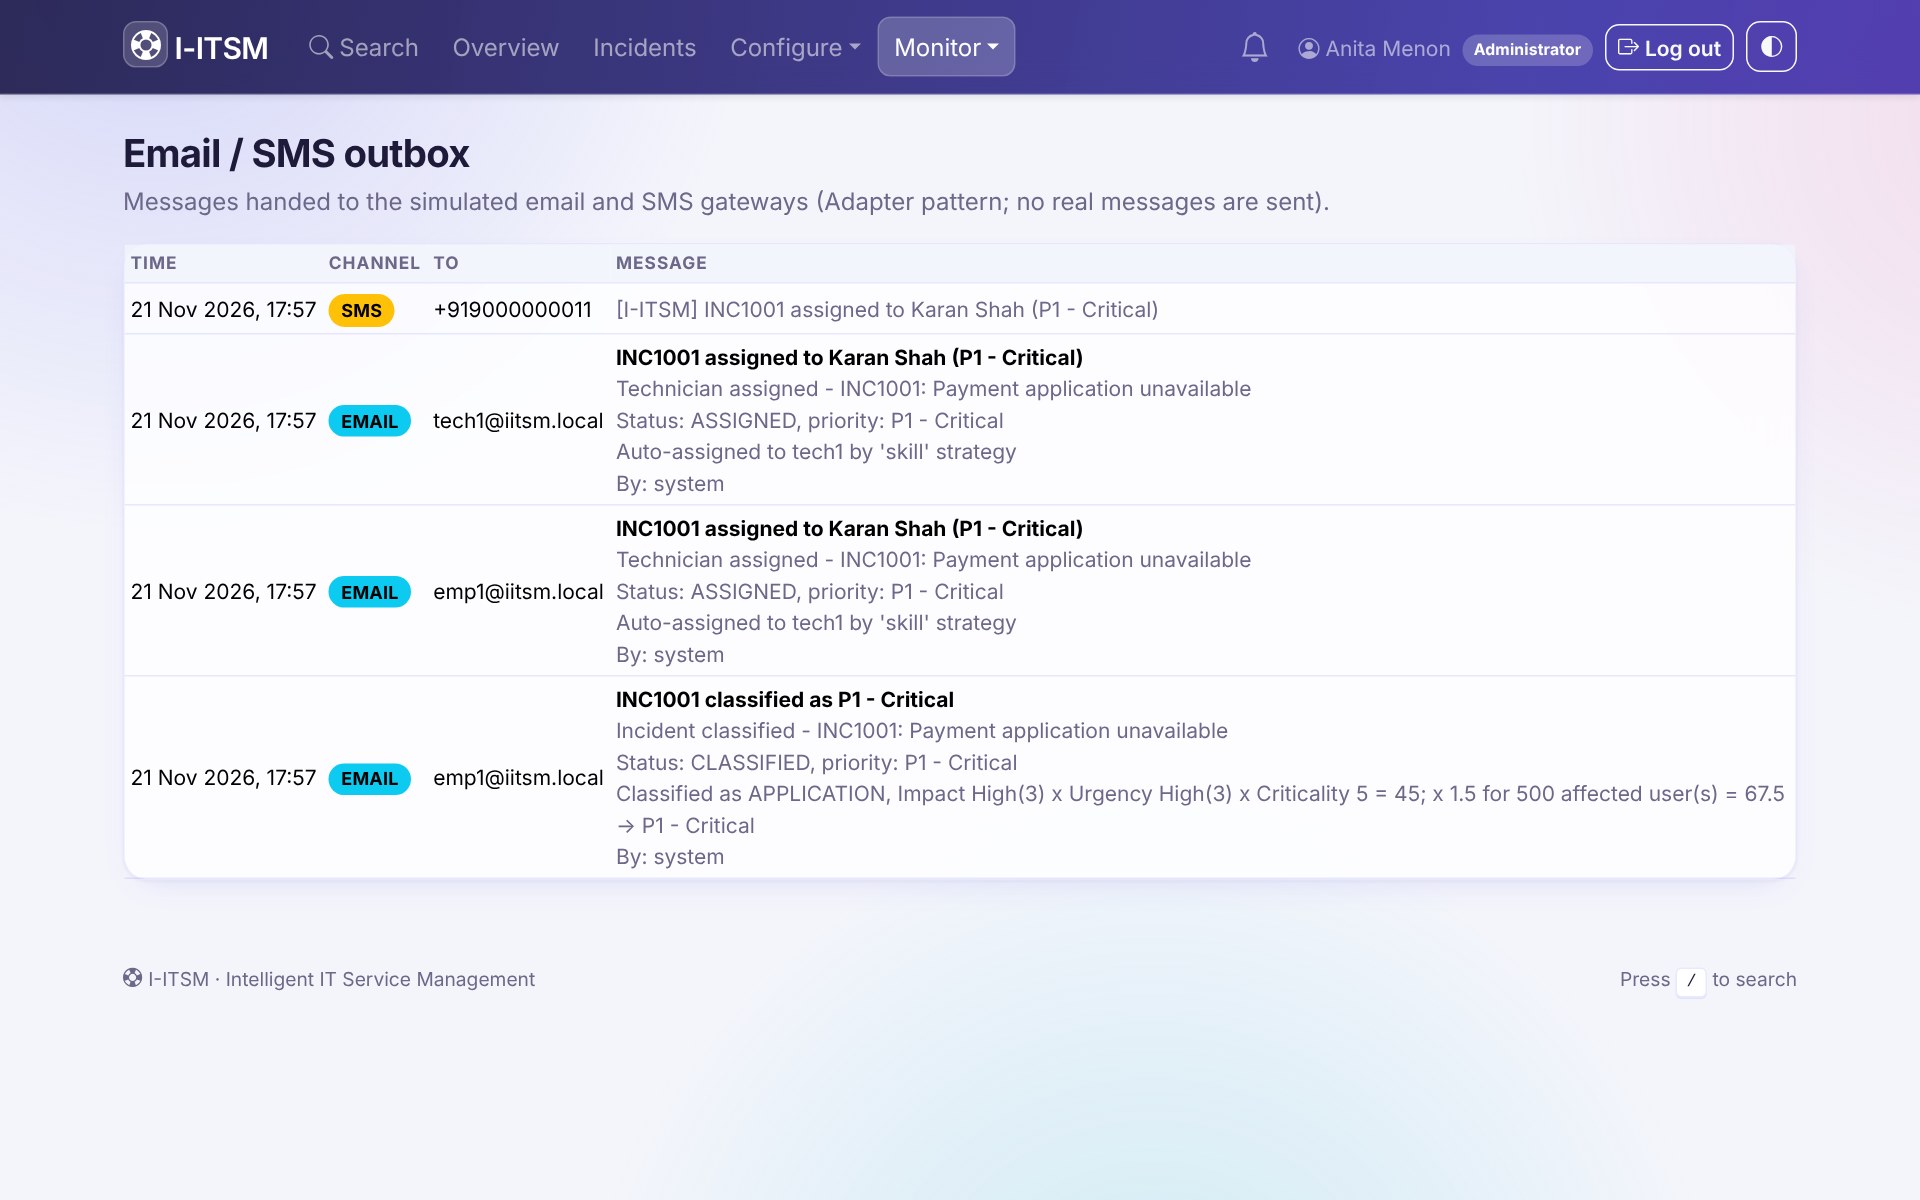 I-ITSM Search Overview Incidents Configure Monitor Anita Menon Administrator Log out
Email / SMS outbox
Messages handed to the simulated email and SMS gateways (Adapter pattern; no real messages are sent).
TIME CHANNEL TO MESSAGE
21 Nov 2026, 17:57 SMS +919000000011 [I-ITSM] INC1001 assigned to Karan Shah (P1 - Critical)
INC1001 assigned to Karan Shah (P1 - Critical)
Technician assigned - INC1001: Payment application unavailable
21 Nov 2026, 17:57 EMAIL tech1@iitsm.local Status: ASSIGNED, priority: P1 - Critical
Auto-assigned to tech1 by 'skill' strategy
By: system
INC1001 assigned to Karan Shah (P1 - Critical)
Technician assigned - INC1001: Payment application unavailable
21 Nov 2026, 17:57 EMAIL emp1@iitsm.local Status: ASSIGNED, priority: P1 - Critical
Auto-assigned to tech1 by 'skill' strategy
By: system
INC1001 classified as P1 - Critical
Incident classified - INC1001: Payment application unavailable
Status: CLASSIFIED, priority: P1 - Critical
21 Nov 2026, 17:57 EMAIL emp1@iitsm.local Classified as APPLICATION, Impact High(3) x Urgency High(3) x Criticality 5 = 45; x 1.5 for 500 affected user(s) = 67.5
→ P1 - Critical
By: system
I-ITSM · Intelligent IT Service Management Press / to search